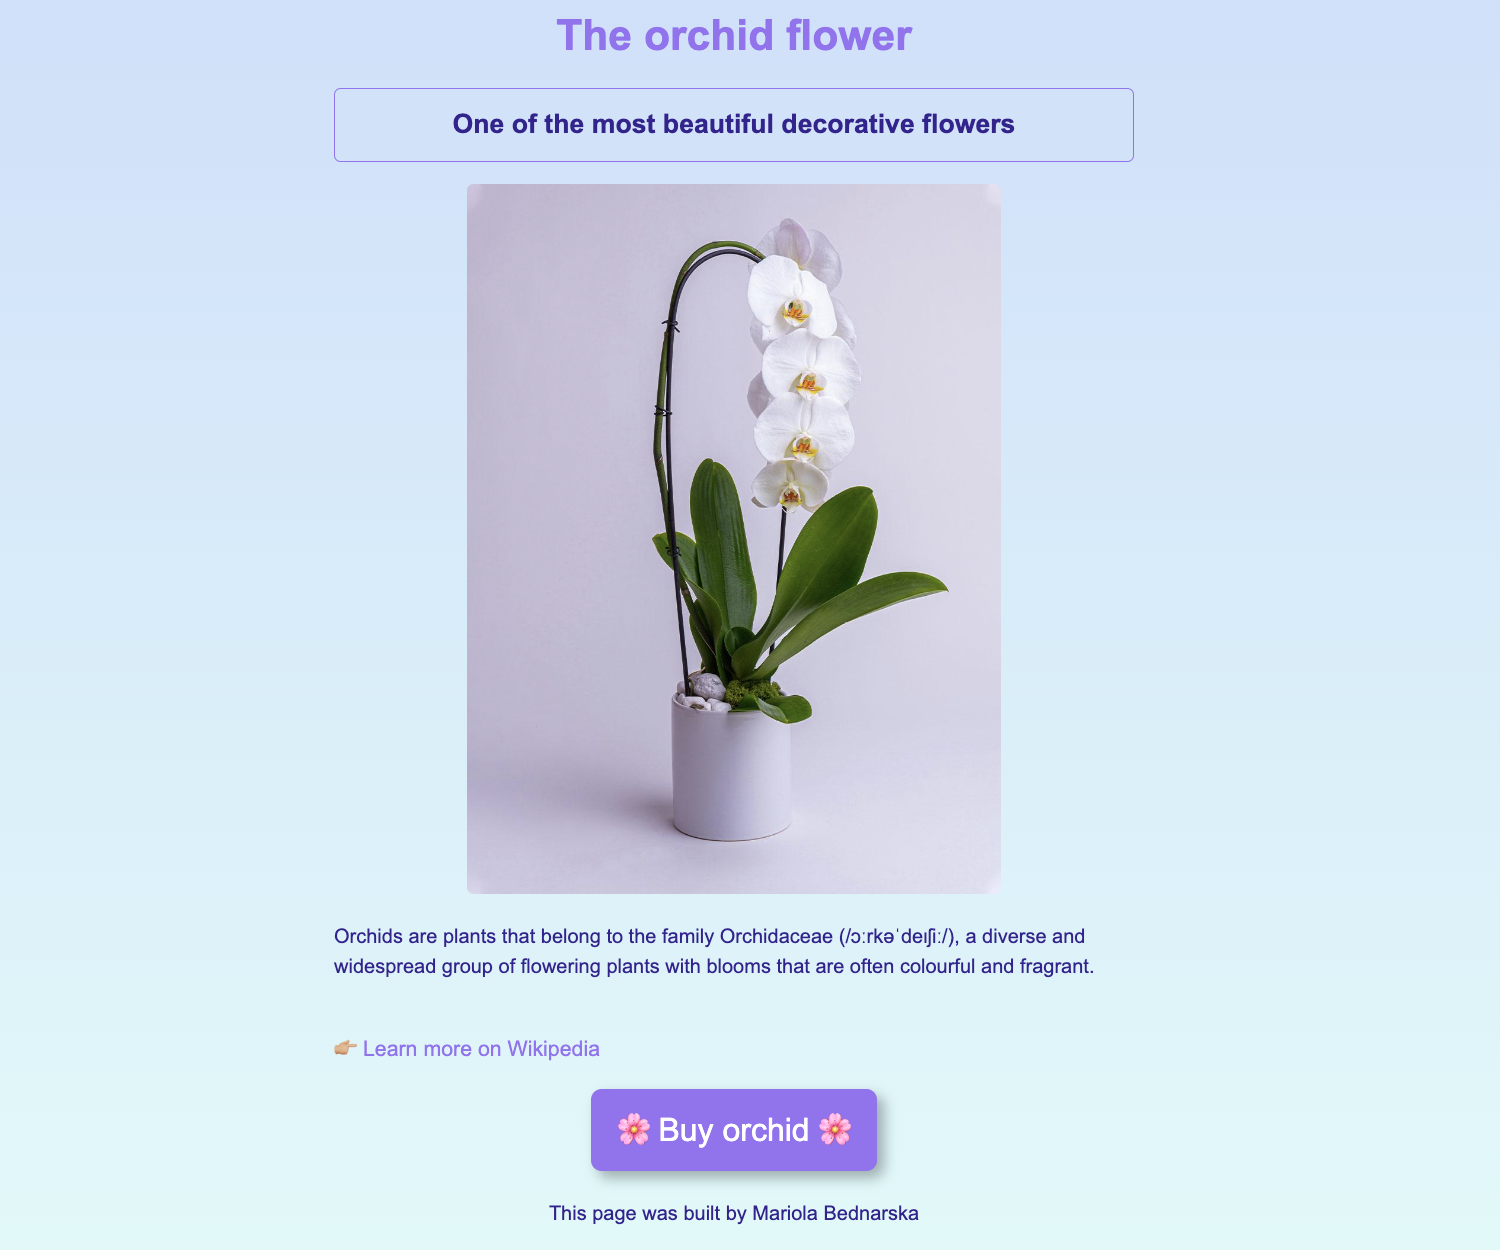 The orchid flower
One of the most beautiful decorative flowers
Orchids are plants that belong to the family Orchidaceae (/ɔːrkəˈdeɪʃiː/), a diverse and
widespread group of flowering plants with blooms that are often colourful and fragrant.
👉🏼 Learn more on Wikipedia
🌸 Buy orchid 🌸
This page was built by Mariola Bednarska